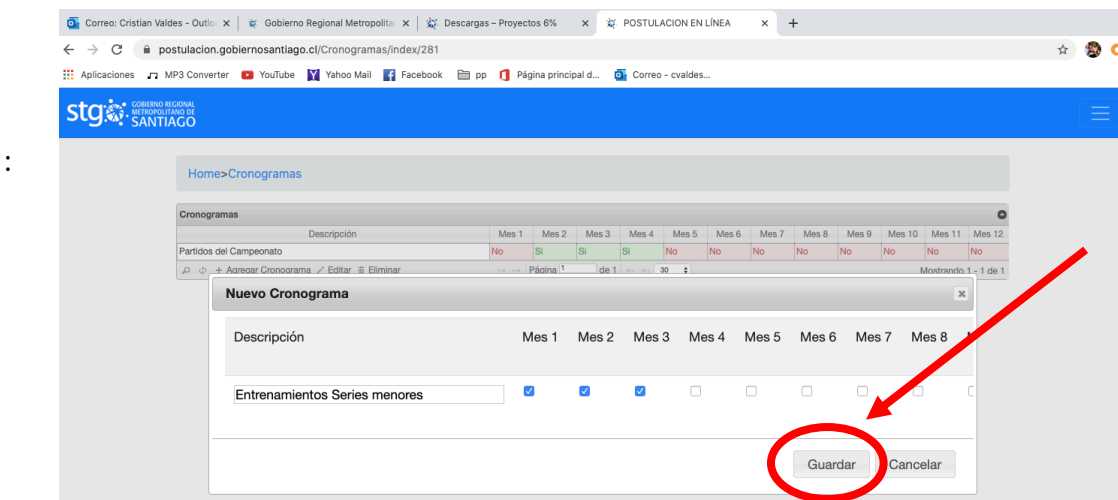 Correo: Cristian Valdes - Outlo
Gobierno Regional Metropolita
Descargas – Proyectos 6%
POSTULACION EN LÍNEA
postulacion.gobiernosantiago.cl/Cronogramas/index/281
Aplicaciones MP3 Converter YouTube Yahoo Mail Facebook pp Página principal d... Correo - cvaldes...
stg GOBIERNO REGIONAL METROPOLITANO DE SANTIAGO
:
Home>Cronogramas
Cronogramas
Descripción Mes 1 Mes 2 Mes 3 Mes 4 Mes 5 Mes 6 Mes 7 Mes 8 Mes 9 Mes 10 Mes 11 Mes 12
Partidos del Campeonato No Si Si Si No No No No No No No No
+ Agregar Cronograma Editar Eliminar Página 1 de 1 30 Mostrando 1 - 1 de 1
Nuevo Cronograma
Descripción Mes 1 Mes 2 Mes 3 Mes 4 Mes 5 Mes 6 Mes 7 Mes 8
Entrenamientos Series menores
Guardar Cancelar